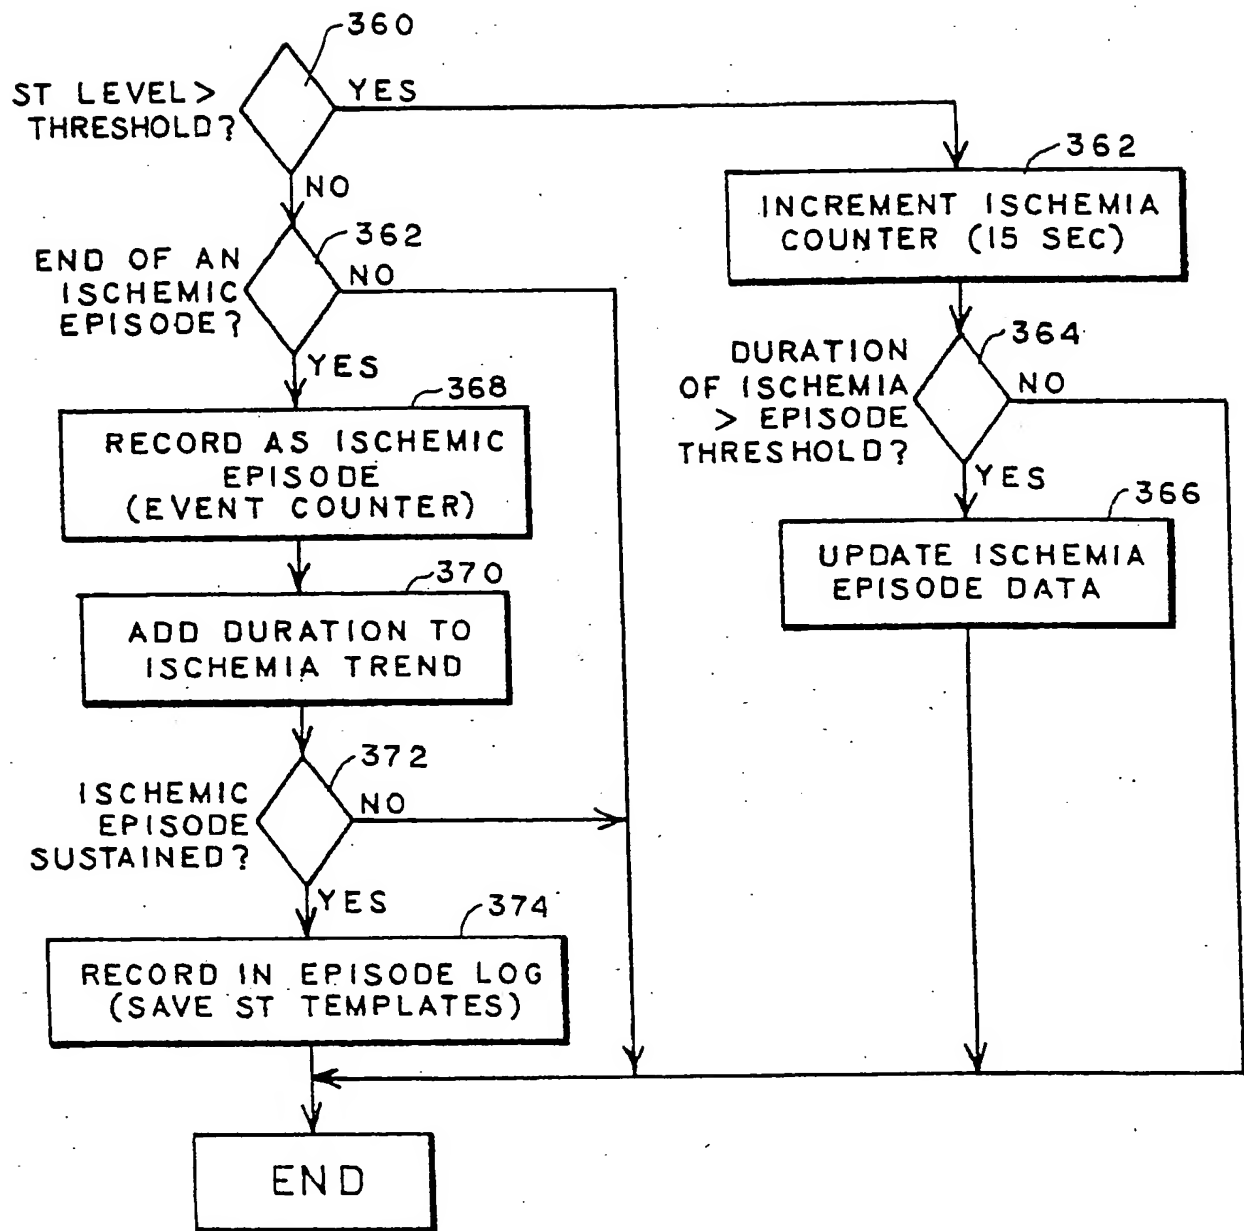 360
ST LEVEL >
THRESHOLD?
YES
NO
362
INCREMENT ISCHEMIA
COUNTER (15 SEC)
362
END OF AN
ISCHEMIC
EPISODE?
NO
YES
364
DURATION
OF ISCHEMIA
> EPISODE
THRESHOLD?
NO
YES
368
RECORD AS ISCHEMIC
EPISODE
(EVENT COUNTER)
366
UPDATE ISCHEMIA
EPISODE DATA
370
ADD DURATION TO
ISCHEMIA TREND
372
ISCHEMIC
EPISODE
SUSTAINED?
NO
YES
374
RECORD IN EPISODE LOG
(SAVE ST TEMPLATES)
END